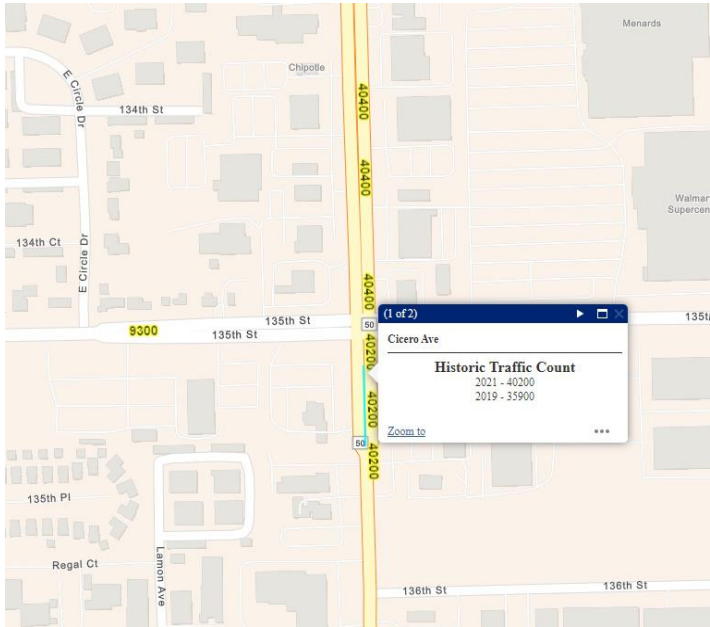 Menards
Chipotle
E Circle Dr
134th St
40400
40400
Walmar
Supercen
134th Ct
E Circle Dr
40400
135th St
50
(1 of 2)
135t
9300
135th St
Cicero Ave
40200
Historic Traffic Count
2021 - 40200
2019 - 35900
40200
Zoom to
50
40200
135th Pl
Regal Ct
Lamon Ave
136th St
136th St